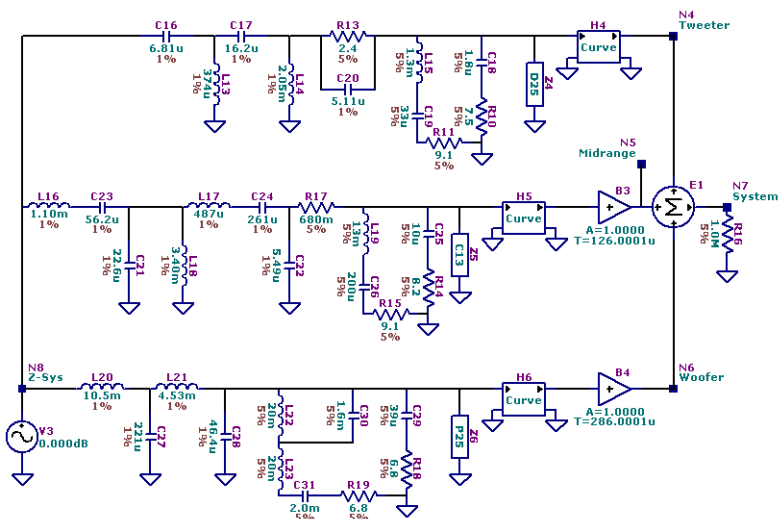 C16
6.81u
1%
C17
16.2u
1%
R13
2.4
5%
C20
5.11u
1%
L13
374u
1%
L14
2.05m
1%
L15
1.3m
5%
C19
33u
5%
R11
9.1
5%
C18
1.8u
5%
R10
7.5
5%
Z4
D25
H4
Curve
N4
Tweeter
N5
Midrange
L16
1.10m
1%
C23
56.2u
1%
L17
487u
1%
C24
261u
1%
R17
680m
5%
C21
22.6u
1%
L18
3.40m
1%
C22
5.49u
1%
L19
13m
5%
C26
200u
5%
R15
9.1
5%
C25
10u
5%
R14
8.2
5%
Z5
C13
H5
Curve
B3
A=1.0000
T=126.0001u
E1
Σ
N7
System
R16
1.0M
5%
N8
Z-Sys
V3
0.000dB
L20
10.5m
1%
L21
4.53m
1%
C27
221u
1%
C28
46.4u
1%
L22
20m
5%
L23
20m
5%
C30
1.6m
5%
C31
2.0m
5%
R19
6.8
5%
C29
39u
5%
R18
6.8
5%
Z6
P25
H6
Curve
B4
A=1.0000
T=286.0001u
N6
Woofer